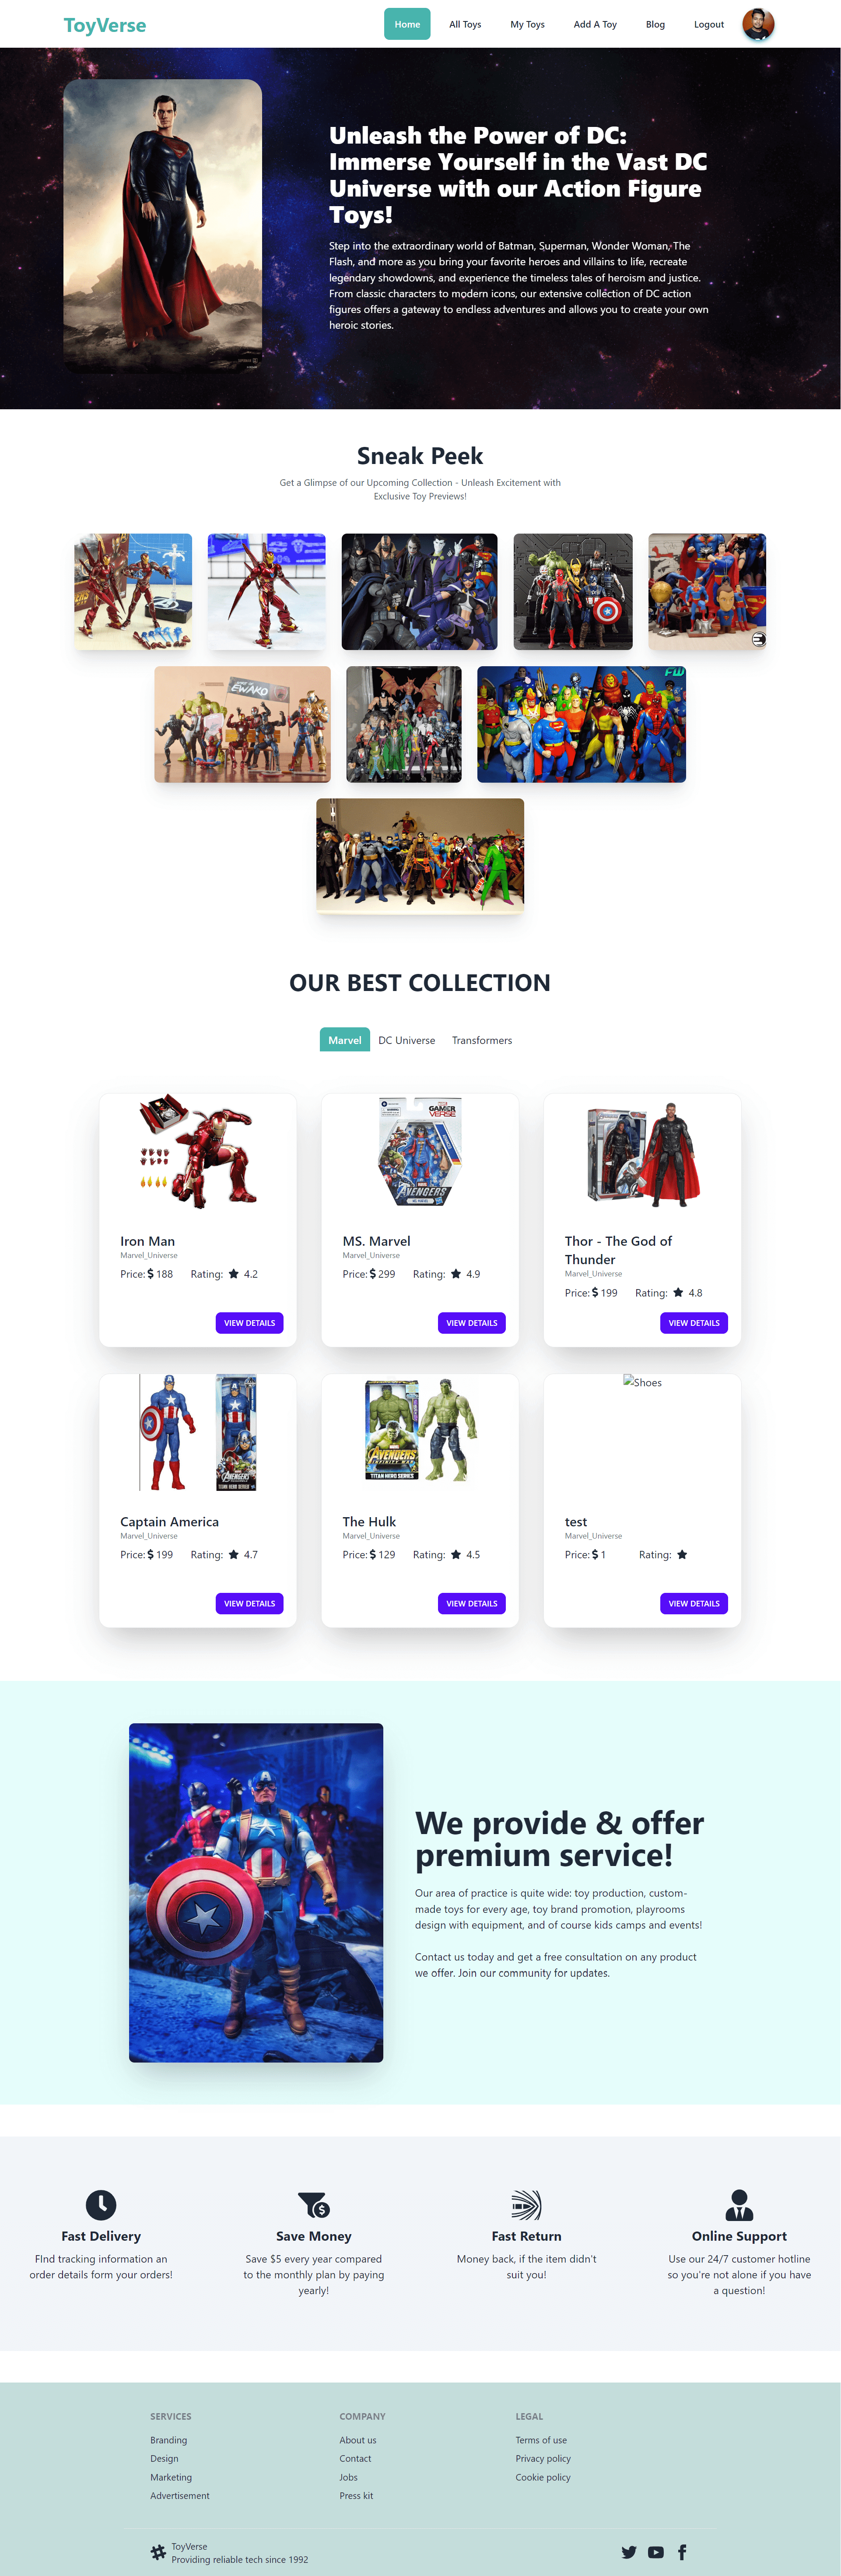 ToyVerse
Home
All Toys
My Toys
Add A Toy
Blog
Logout
Unleash the Power of DC:
Immerse Yourself in the Vast DC
Universe with our Action Figure
Toys!
Step into the extraordinary world of Batman, Superman, Wonder Woman, The
Flash, and more as you bring your favorite heroes and villains to life, recreate
legendary showdowns, and experience the timeless tales of heroism and justice.
From classic characters to modern icons, our extensive collection of DC action
figures offers a gateway to endless adventures and allows you to create your own
heroic stories.
Sneak Peek
Get a Glimpse of our Upcoming Collection - Unleash Excitement with
Exclusive Toy Previews!
EWAKO
FW
OUR BEST COLLECTION
Marvel
DC Universe
Transformers
GAMER
VERSE
AVENGERS
Iron Man
Marvel_Universe
Price: $ 188 Rating: 4.2
VIEW DETAILS
MS. Marvel
Marvel_Universe
Price: $ 299 Rating: 4.9
VIEW DETAILS
Thor - The God of
Thunder
Marvel_Universe
Price: $ 199 Rating: 4.8
VIEW DETAILS
AVENGERS
TITAN HERO SERIES
AVENGERS
INFINITY WAR
TITAN HERO SERIES
Shoes
Captain America
Marvel_Universe
Price: $ 199 Rating: 4.7
VIEW DETAILS
The Hulk
Marvel_Universe
Price: $ 129 Rating: 4.5
VIEW DETAILS
test
Marvel_Universe
Price: $ 1 Rating:
VIEW DETAILS
We provide & offer
premium service!
Our area of practice is quite wide: toy production, custom-
made toys for every age, toy brand promotion, playrooms
design with equipment, and of course kids camps and events!
Contact us today and get a free consultation on any product
we offer. Join our community for updates.
Fast Delivery
FInd tracking information an
order details form your orders!
Save Money
Save $5 every year compared
to the monthly plan by paying
yearly!
Fast Return
Money back, if the item didn't
suit you!
Online Support
Use our 24/7 customer hotline
so you're not alone if you have
a question!
SERVICES
Branding
Design
Marketing
Advertisement
COMPANY
About us
Contact
Jobs
Press kit
LEGAL
Terms of use
Privacy policy
Cookie policy
ToyVerse
Providing reliable tech since 1992